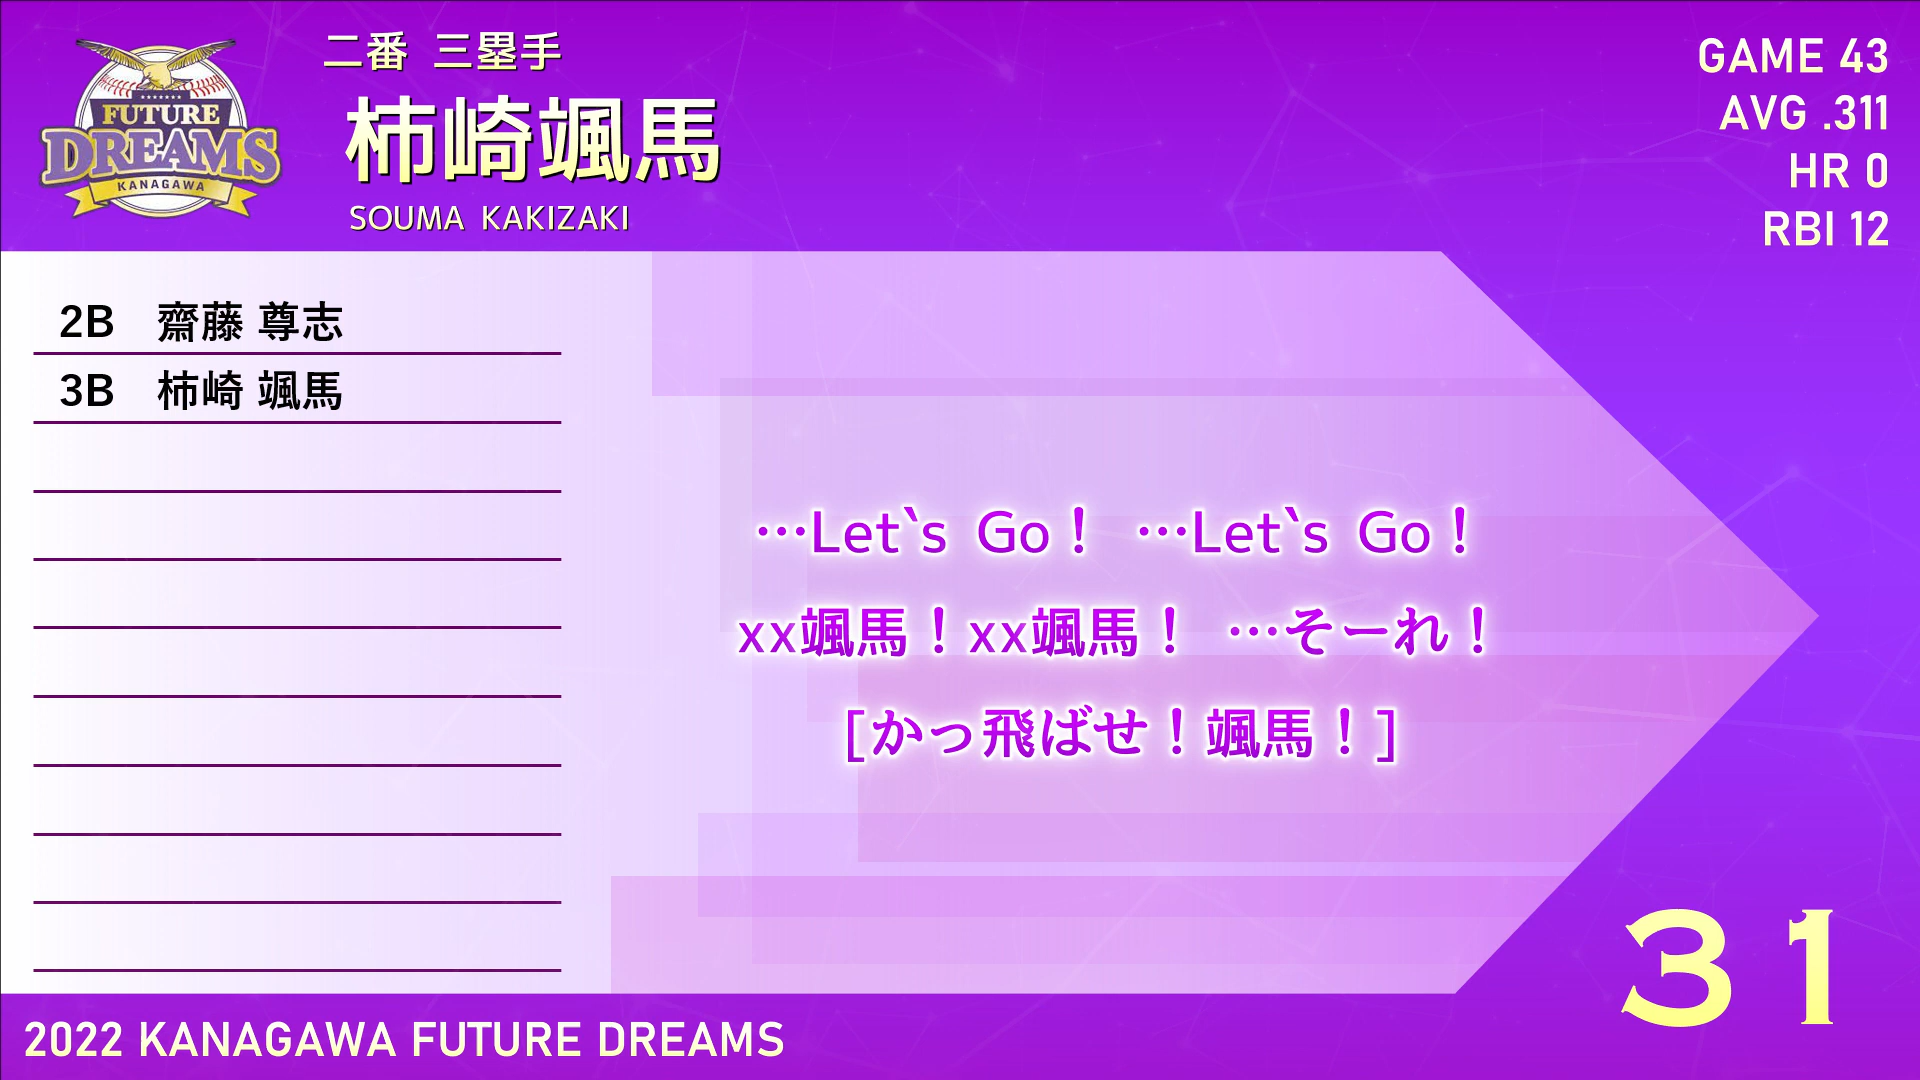 FUTURE
DREAMS
KANAGAWA
二番 三塁手
柿崎颯馬
SOUMA KAKIZAKI
GAME 43
AVG .311
HR 0
RBI 12
2B 齋藤 尊志
3B 柿崎 颯馬
…Let`s Go！ …Let`s Go！
xx颯馬！xx颯馬！ …そーれ！
[かっ飛ばせ！颯馬！]
31
2022 KANAGAWA FUTURE DREAMS